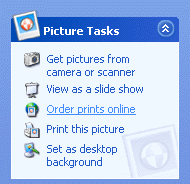 Picture Tasks
Get pictures from
camera or scanner
View as a slide show
Order prints online
Print this picture
Set as desktop
background